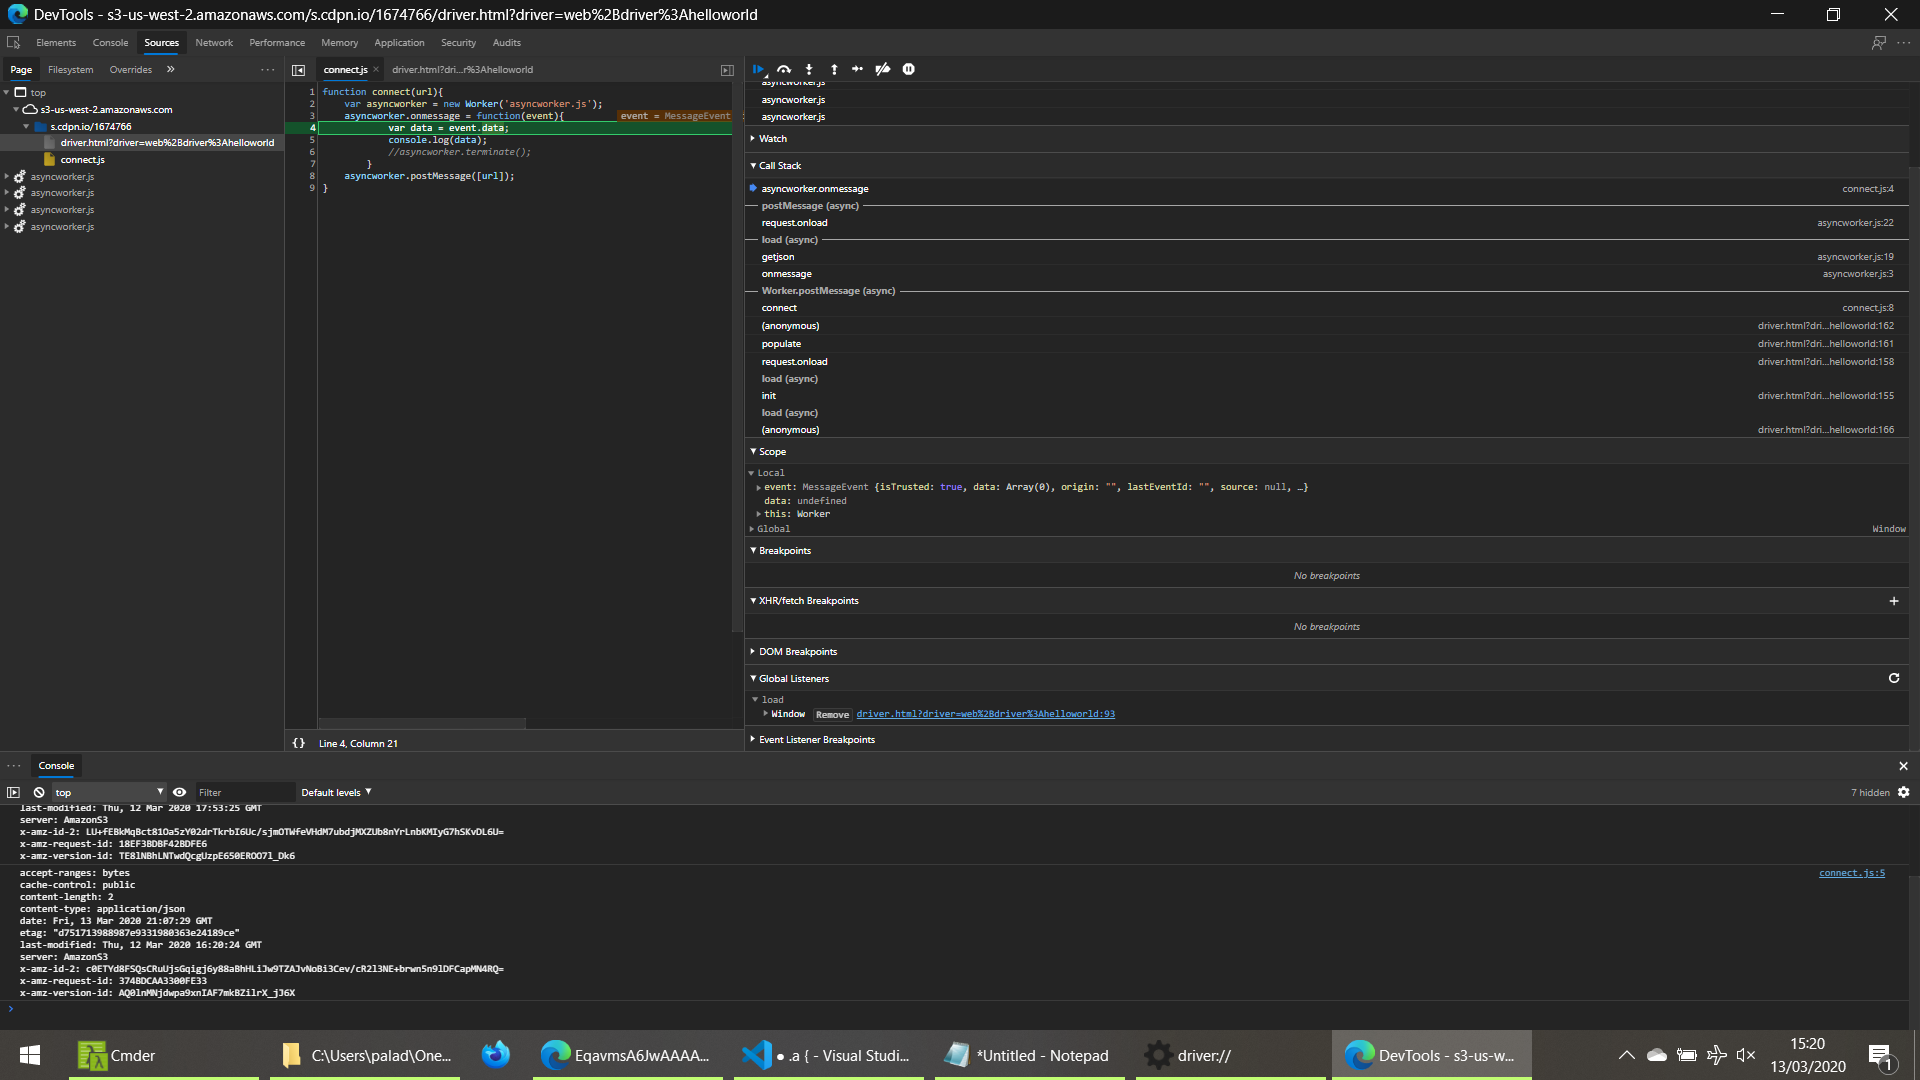 DevTools - s3-us-west-2.amazonaws.com/s.cdpn.io/1674766/driver.html?driver=web%2Bdriver%3Ahelloworld
Elements Console Sources Network Performance Memory Application Security Audits
Page Filesystem Overrides » ···
top
s3-us-west-2.amazonaws.com
s.cdpn.io/1674766
driver.html?driver=web%2Bdriver%3Ahelloworld
connect.js
asyncworker.js
asyncworker.js
asyncworker.js
asyncworker.js
connect.js × driver.html?dri...r%3Ahelloworld
1 function connect(url){
2 var asyncworker = new Worker('asyncworker.js');
3 asyncworker.onmessage = function(event){ event = MessageEvent
4 var data = event.data;
5 console.log(data);
6 //asyncworker.terminate();
7 }
8 asyncworker.postMessage([url]);
9 }
{} Line 4, Column 21
asyncworker.js
asyncworker.js
asyncworker.js
Watch
Call Stack
asyncworker.onmessage connect.js:4
postMessage (async)
request.onload asyncworker.js:22
load (async)
getjson asyncworker.js:19
onmessage asyncworker.js:3
Worker.postMessage (async)
connect connect.js:8
(anonymous) driver.html?dri...helloworld:162
populate driver.html?dri...helloworld:161
request.onload driver.html?dri...helloworld:158
load (async)
init driver.html?dri...helloworld:155
load (async)
(anonymous) driver.html?dri...helloworld:166
Scope
Local
event: MessageEvent {isTrusted: true, data: Array(0), origin: "", lastEventId: "", source: null, …}
data: undefined
this: Worker
Global Window
Breakpoints
No breakpoints
XHR/fetch Breakpoints +
No breakpoints
DOM Breakpoints
Global Listeners
load
Window Remove driver.html?driver=web%2Bdriver%3Ahelloworld:93
Event Listener Breakpoints
··· Console
top Filter Default levels 7 hidden
last-modified: Thu, 12 Mar 2020 17:53:25 GMT
server: AmazonS3
x-amz-id-2: LU+fEBkMqBct81Oa5zY02drTkrbI6Uc/sjmOTWfeVHdM7ubdjMXZUb8nYrLnbKMIyG7hSKvDL6U=
x-amz-request-id: 18EF3BDBF42BDFE6
x-amz-version-id: TE8lNBhLNTwdQcgUzpE650EROO7l_Dk6
accept-ranges: bytes connect.js:5
cache-control: public
content-length: 2
content-type: application/json
date: Fri, 13 Mar 2020 21:07:29 GMT
etag: "d751713988987e9331980363e24189ce"
last-modified: Thu, 12 Mar 2020 16:20:24 GMT
server: AmazonS3
x-amz-id-2: c0ETYd8FSQsCRuUjsGqigj6y88aBhHLiJw9TZAJvNoBi3Cev/cR2l3NE+brwn5n9lDFCapMN4RQ=
x-amz-request-id: 374BDCAA3300FE33
x-amz-version-id: AQ0lnMNjdwpa9xnIAF7mkBZilrX_jJ6X
Cmder C:\Users\palad\One... EqavmsA6JwAAAA... ● .a { - Visual Studi... *Untitled - Notepad driver:// DevTools - s3-us-w... 15:20
13/03/2020 1